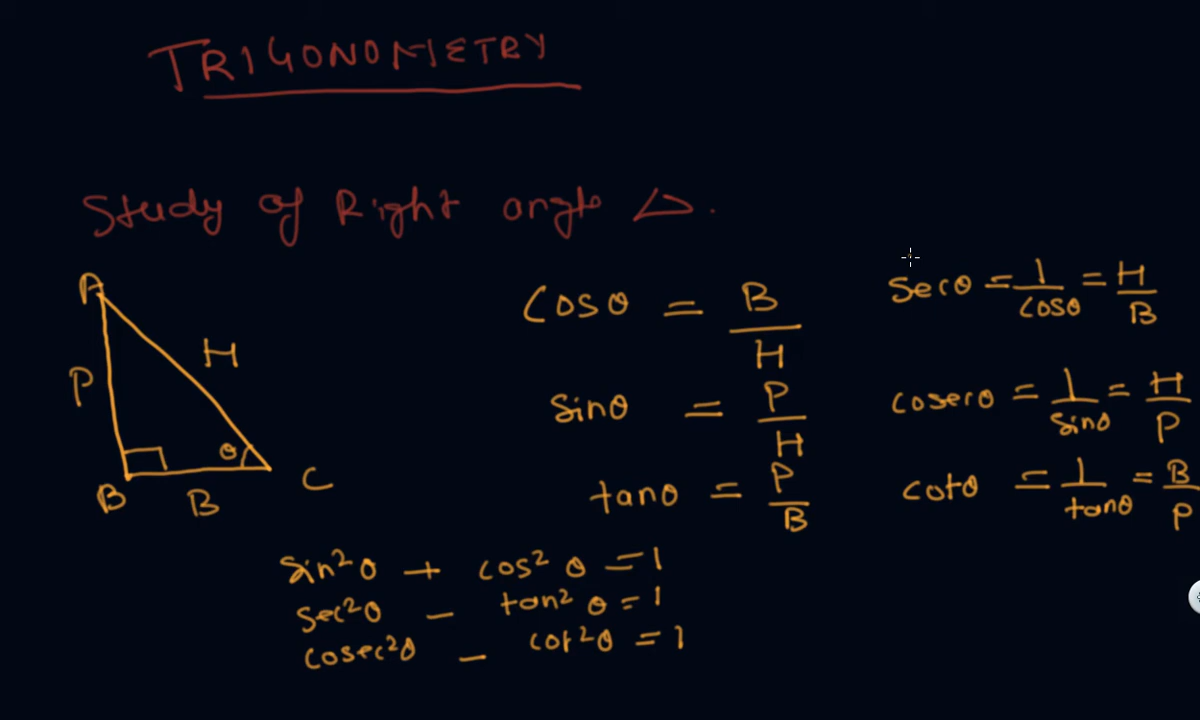 TRIGONOMETRY
Study of Right angle △.
A
P
H
θ
B
B
C
cosθ = B/H
sinθ = P/H
tanθ = P/B
secθ = 1/cosθ = H/B
cosecθ = 1/sinθ = H/P
cotθ = 1/tanθ = B/P
sin²θ + cos²θ = 1
sec²θ - tan²θ = 1
cosec²θ - cot²θ = 1